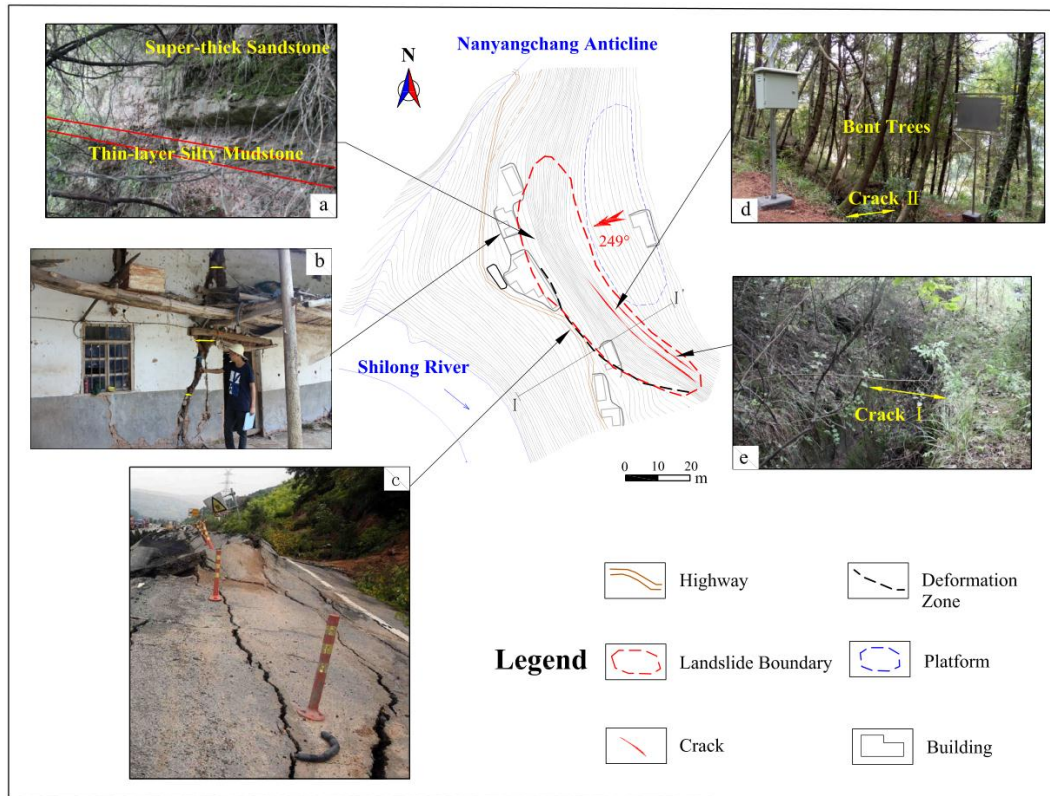 Super-thick Sandstone
Thin-layer Silty Mudstone
a
b
c
N
Nanyangchang Anticline
249°
I'
I
Shilong River
0 10 20 m
Bent Trees
Crack II
d
Crack I
e
Legend
Highway
Deformation
Zone
Landslide Boundary
Platform
Crack
Building